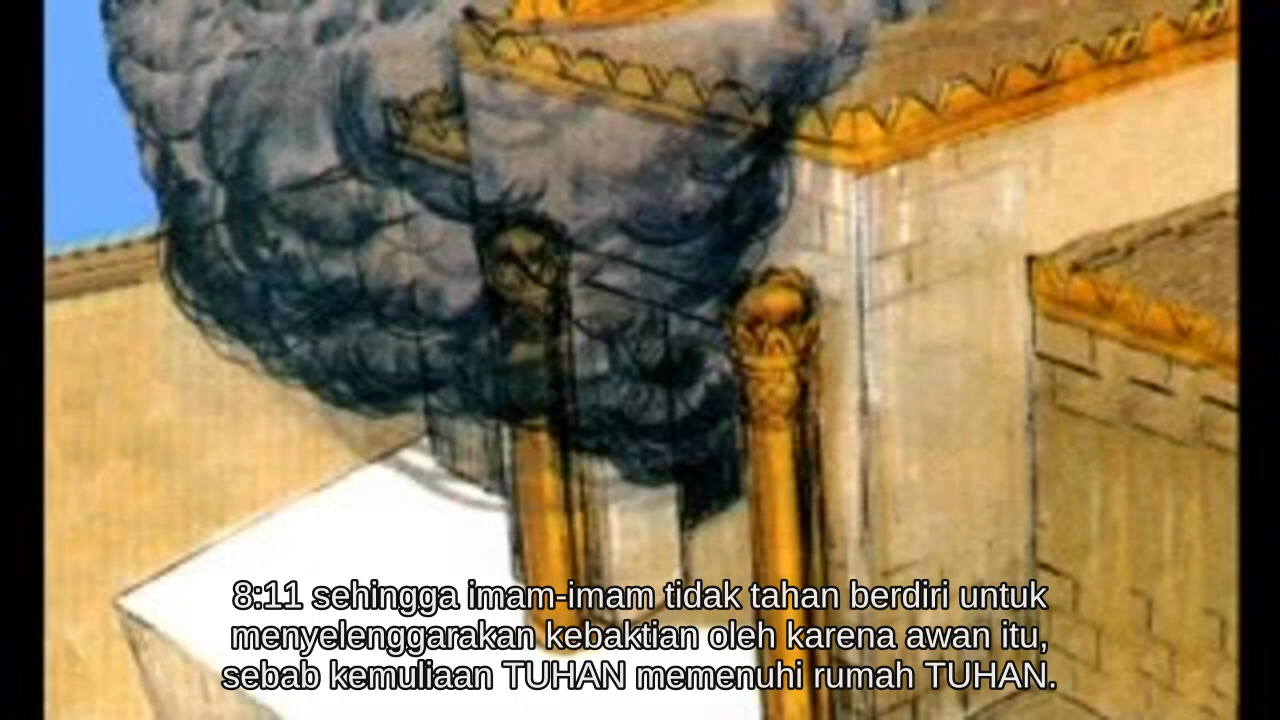 8:11 sehingga imam-imam tidak tahan berdiri untuk
menyelenggarakan kebaktian oleh karena awan itu,
sebab kemuliaan TUHAN memenuhi rumah TUHAN.